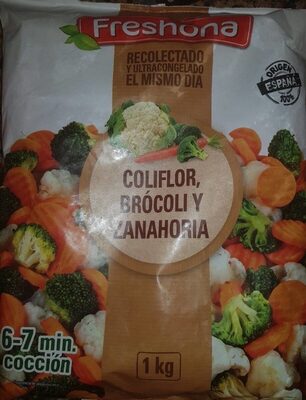 Freshona
RECOLECTADO
Y ULTRACONGELADO
EL MISMO DÍA
ORIGEN
ESPAÑA
100%
COLIFLOR,
BRÓCOLI Y
ZANAHORIA
6-7 min.
cocción
1 kg